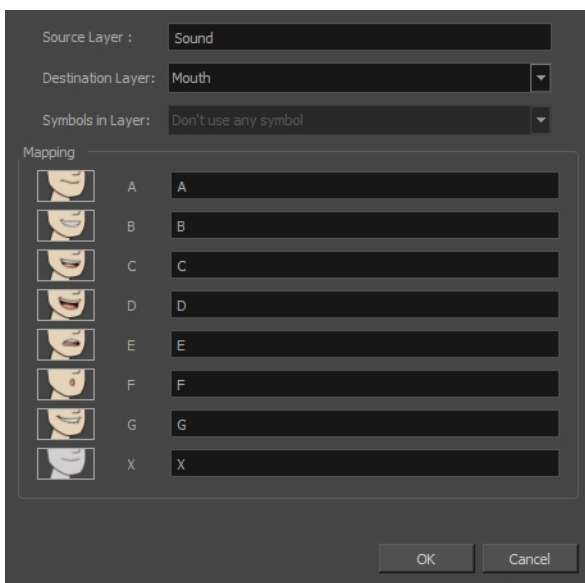 Source Layer : Sound
Destination Layer: Mouth
Symbols in Layer: Don't use any symbol
Mapping
A A
B B
C C
D D
E E
F F
G G
X X
OK Cancel